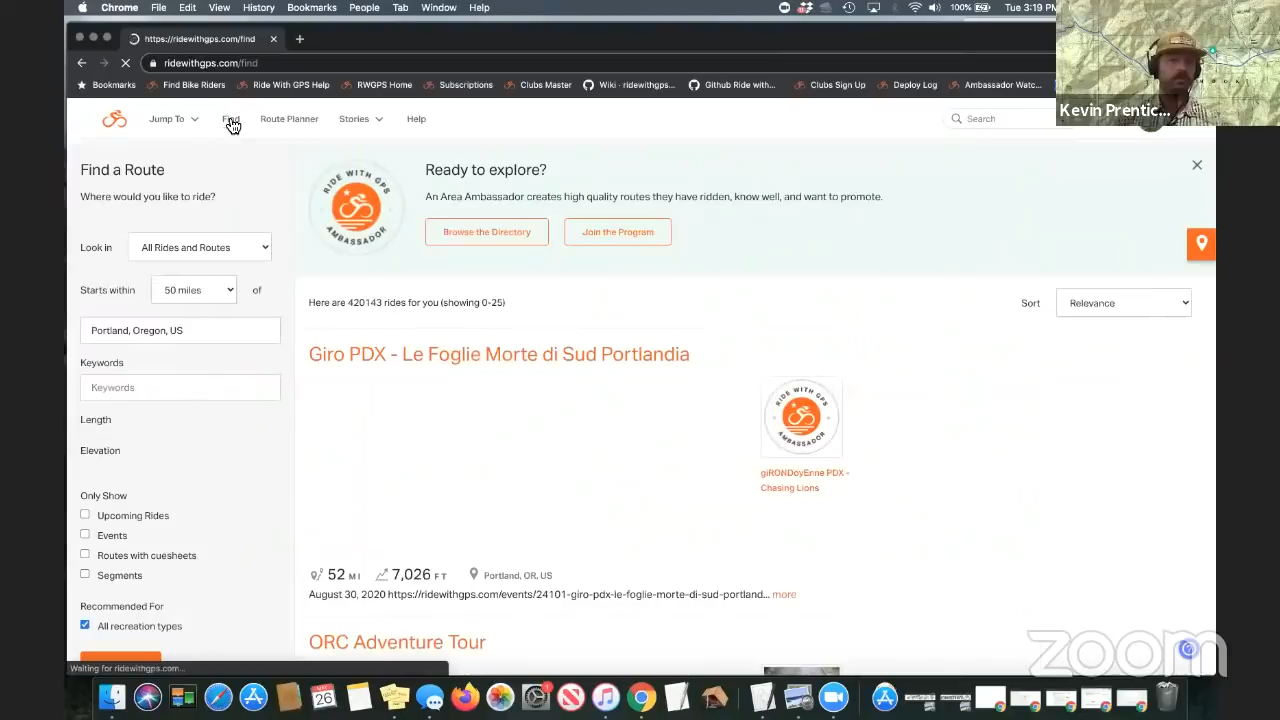 Chrome File Edit View History Bookmarks People Tab Window Help 100% Tue 3:19 PM
https://ridewithgps.com/find
ridewithgps.com/find
Bookmarks Find Bike Riders Ride With GPS Help RWGPS Home Subscriptions Clubs Master Wiki - ridewithgps... Github Ride with... Clubs Sign Up Deploy Log Ambassador Watc...
Kevin Prentic...
Jump To Route Planner Stories Help Search
Find a Route
Where would you like to ride?
Look in All Rides and Routes
Starts within 50 miles of
Portland, Oregon, US
Keywords
Keywords
Length
Elevation
Only Show
Upcoming Rides
Events
Routes with cuesheets
Segments
Recommended For
All recreation types
RIDE WITH GPS
AMBASSADOR
Ready to explore?
An Area Ambassador creates high quality routes they have ridden, know well, and want to promote.
Browse the Directory Join the Program
Here are 420143 rides for you (showing 0-25)
Sort Relevance
Giro PDX - Le Foglie Morte di Sud Portlandia
RIDE WITH GPS
AMBASSADOR
giRONDoyEnne PDX -
Chasing Lions
52 MI 7,026 FT Portland, OR, US
August 30, 2020 https://ridewithgps.com/events/24101-giro-pdx-le-foglie-morte-di-sud-portland... more
ORC Adventure Tour
Waiting for ridewithgps.com...
zoom
MAY
26